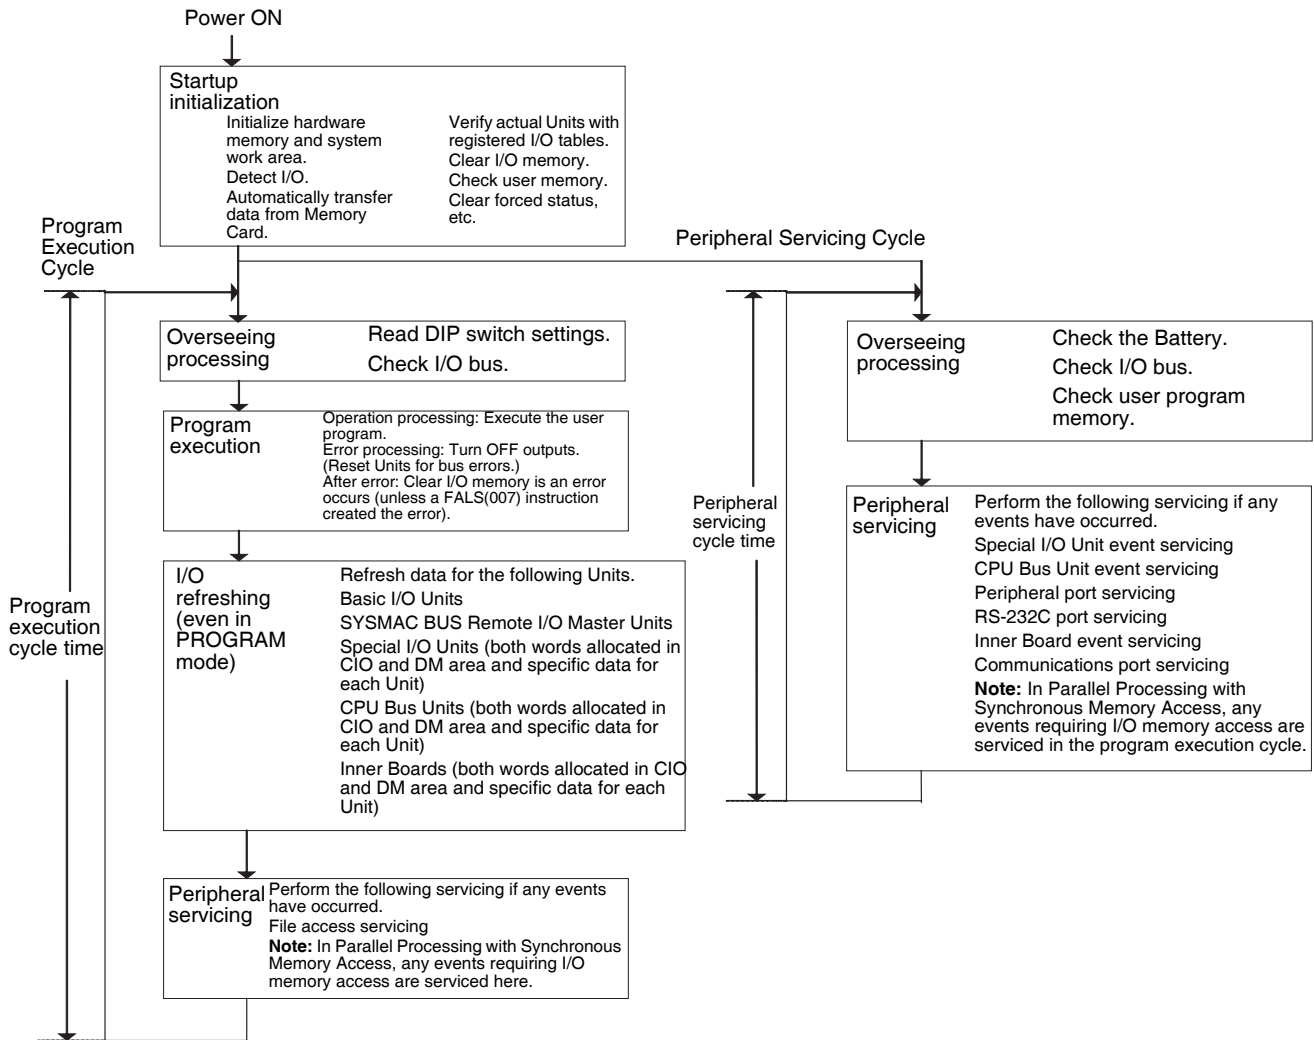 Power ON
Startup
initialization
Initialize hardware
memory and system
work area.
Detect I/O.
Automatically transfer
data from Memory
Card.
Verify actual Units with
registered I/O tables.
Clear I/O memory.
Check user memory.
Clear forced status,
etc.
Program
Execution
Cycle
Peripheral Servicing Cycle
Overseeing
processing
Read DIP switch settings.
Check I/O bus.
Program
execution
Operation processing: Execute the user
program.
Error processing: Turn OFF outputs.
(Reset Units for bus errors.)
After error: Clear I/O memory is an error
occurs (unless a FALS(007) instruction
created the error).
Program
execution
cycle time
I/O
refreshing
(even in
PROGRAM
mode)
Refresh data for the following Units.
Basic I/O Units
SYSMAC BUS Remote I/O Master Units
Special I/O Units (both words allocated in
CIO and DM area and specific data for
each Unit)
CPU Bus Units (both words allocated in
CIO and DM area and specific data for
each Unit)
Inner Boards (both words allocated in CIO
and DM area and specific data for each
Unit)
Peripheral
servicing
Perform the following servicing if any events
have occurred.
File access servicing
Note: In Parallel Processing with Synchronous
Memory Access, any events requiring I/O
memory access are serviced here.
Overseeing
processing
Check the Battery.
Check I/O bus.
Check user program
memory.
Peripheral
servicing
cycle time
Peripheral
servicing
Perform the following servicing if any
events have occurred.
Special I/O Unit event servicing
CPU Bus Unit event servicing
Peripheral port servicing
RS-232C port servicing
Inner Board event servicing
Communications port servicing
Note: In Parallel Processing with
Synchronous Memory Access, any
events requiring I/O memory access are
serviced in the program execution cycle.